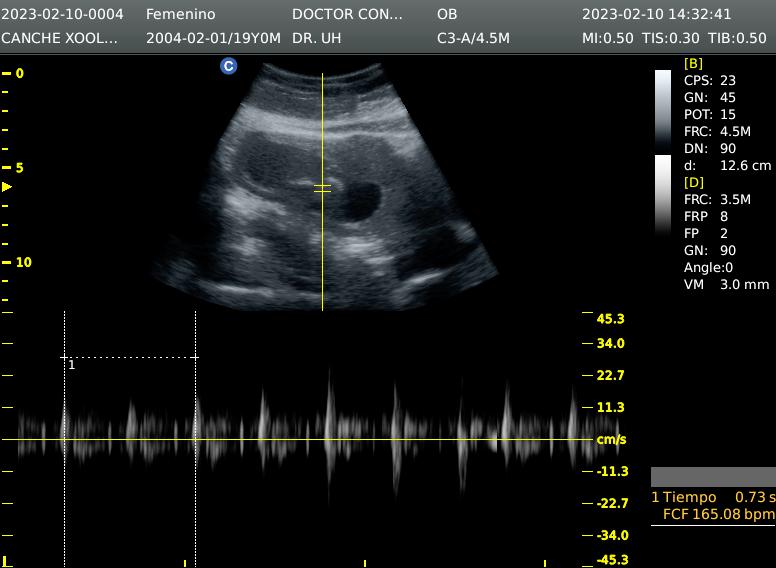 2023-02-10-0004 Femenino DOCTOR CON... OB 2023-02-10 14:32:41
CANCHE XOOL... 2004-02-01/19Y0M DR. UH C3-A/4.5M MI:0.50 TIS:0.30 TIB:0.50
C
0
5
10
[B]
CPS: 23
GN: 45
POT: 15
FRC: 4.5M
DN: 90
d: 12.6 cm
[D]
FRC: 3.5M
FRP 8
FP 2
GN: 90
Angle:0
VM 3.0 mm
45.3
34.0
22.7
11.3
cm/s
-11.3
-22.7
-34.0
-45.3
1
1 Tiempo 0.73 s
FCF 165.08 bpm